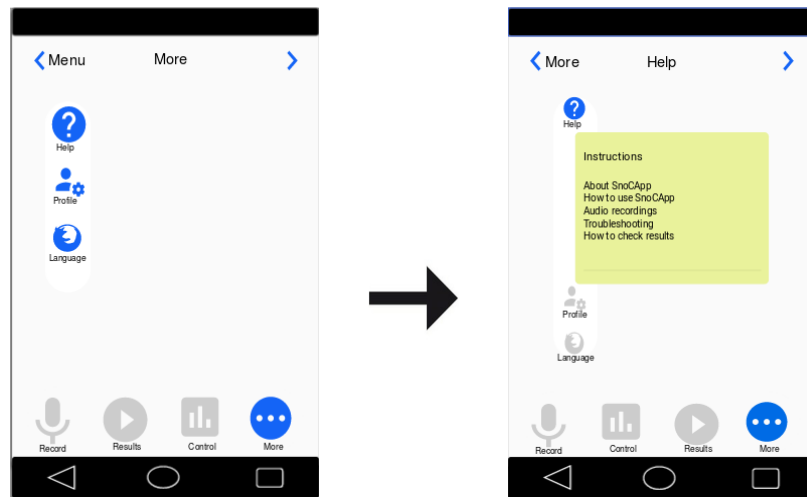 Menu
More
Help
Profile
Language
Record
Results
Control
More
More
Help
Help
Instructions
About SnoCApp
How to use SnoCApp
Audio recordings
Troubleshooting
How to check results
Profile
Language
Record
Control
Results
More